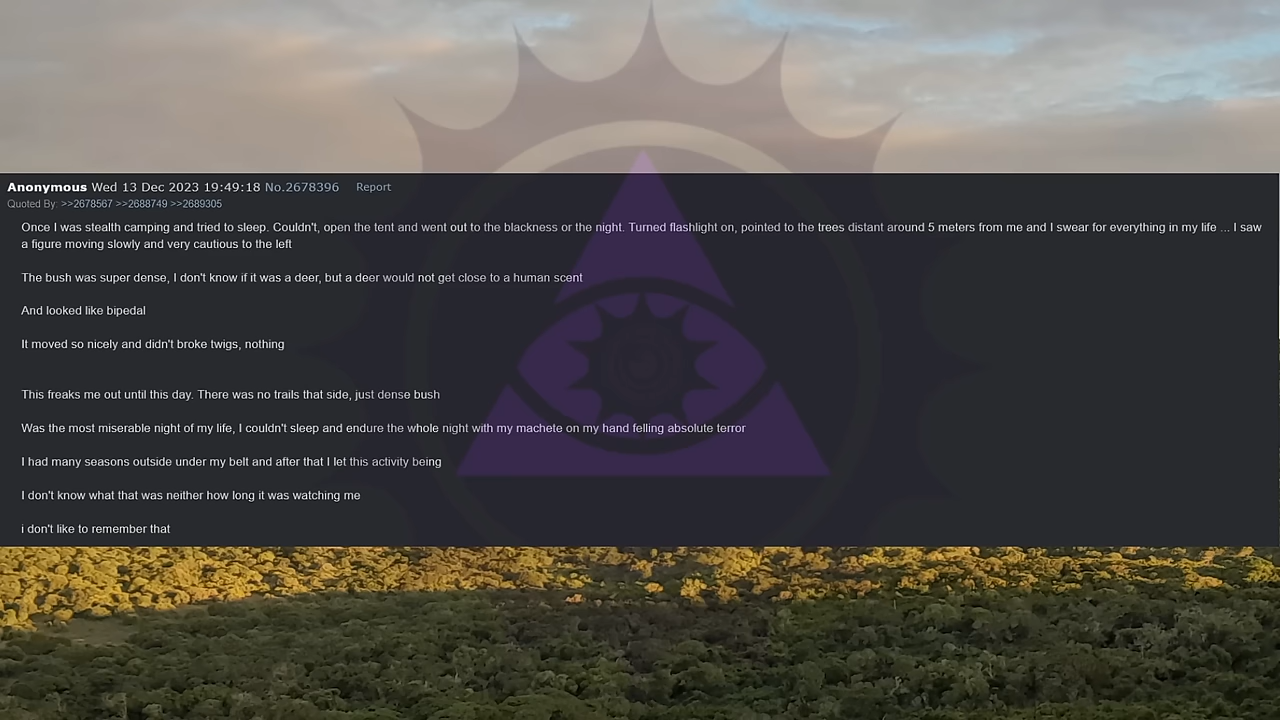 Anonymous Wed 13 Dec 2023 19:49:18 No.2678396 Report
Quoted By: >>2678567 >>2688749 >>2689305
Once I was stealth camping and tried to sleep. Couldn't, open the tent and went out to the blackness or the night. Turned flashlight on, pointed to the trees distant around 5 meters from me and I swear for everything in my life ... I saw
a figure moving slowly and very cautious to the left
The bush was super dense, I don't know if it was a deer, but a deer would not get close to a human scent
And looked like bipedal
It moved so nicely and didn't broke twigs, nothing
This freaks me out until this day. There was no trails that side, just dense bush
Was the most miserable night of my life, I couldn't sleep and endure the whole night with my machete on my hand felling absolute terror
I had many seasons outside under my belt and after that I let this activity being
I don't know what that was neither how long it was watching me
i don't like to remember that